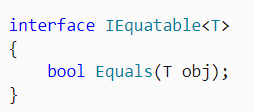 interface IEquatable<T>
{
    bool Equals(T obj);
}